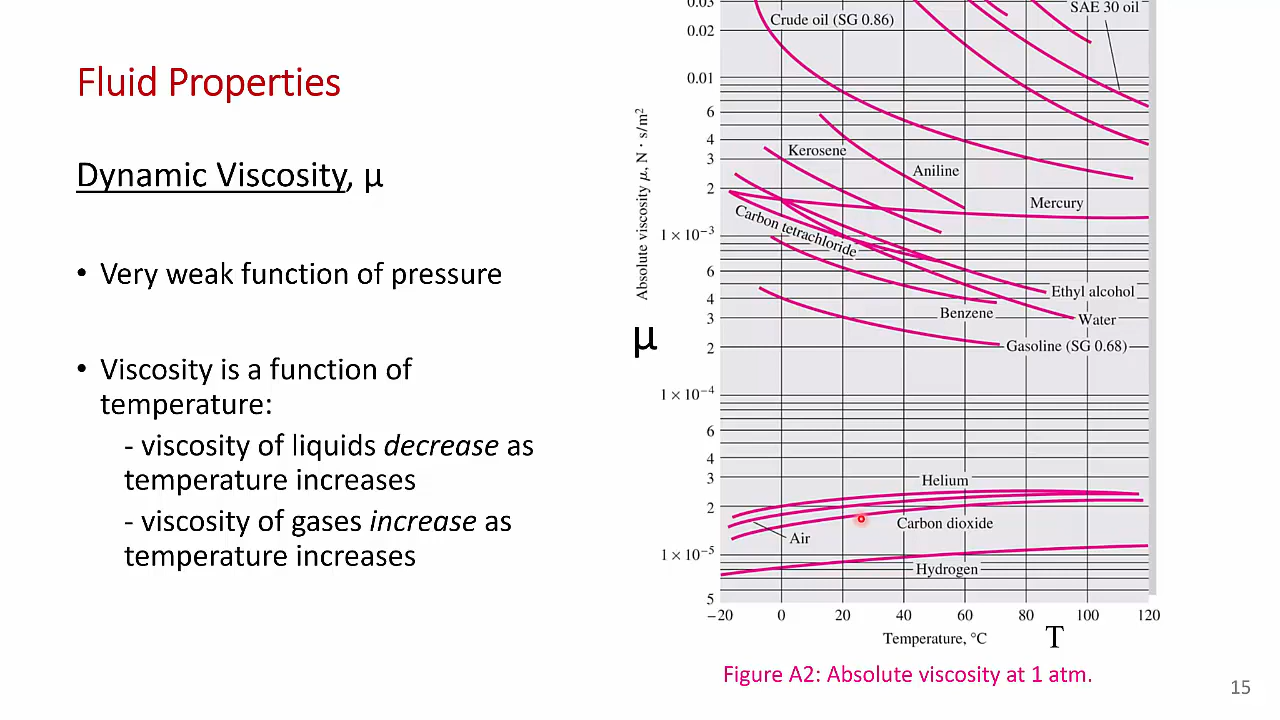 Fluid Properties
Dynamic Viscosity, μ
• Very weak function of pressure
• Viscosity is a function of
temperature:
- viscosity of liquids decrease as
temperature increases
- viscosity of gases increase as
temperature increases
0.03
0.02
0.01
6
4
3
2
1 × 10⁻³
6
4
3
2
1 × 10⁻⁴
6
4
3
2
1 × 10⁻⁵
5
Absolute viscosity μ, N · s/m²
μ
Crude oil (SG 0.86)
SAE 30 oil
Kerosene
Aniline
Mercury
Carbon tetrachloride
Ethyl alcohol
Benzene
Water
Gasoline (SG 0.68)
Helium
Carbon dioxide
Air
Hydrogen
−20 0 20 40 60 80 100 120
Temperature, °C T
Figure A2: Absolute viscosity at 1 atm.
15